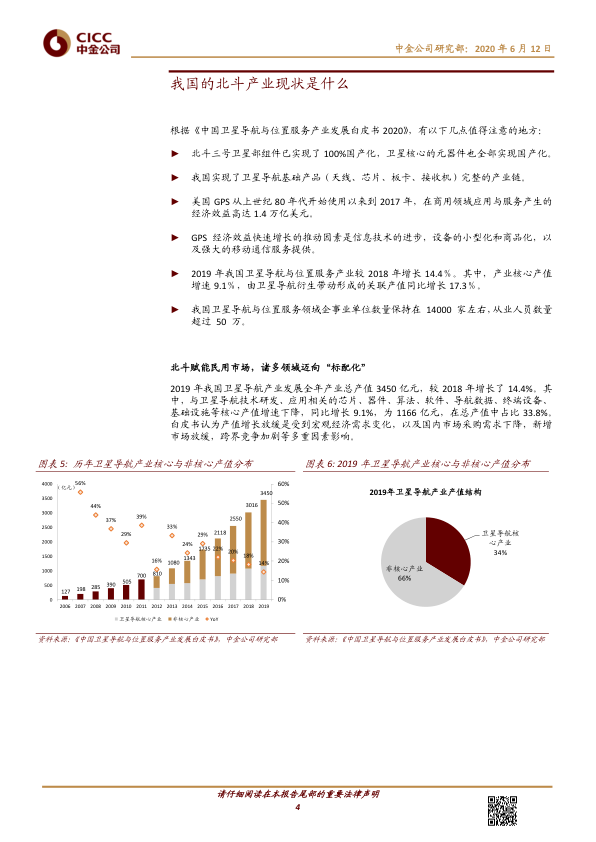 CICC
中金公司
中金公司研究部：2020 年 6 月 12 日
我国的北斗产业现状是什么
根据《中国卫星导航与位置服务产业发展白皮书 2020》，有以下几点值得注意的地方：
► 北斗三号卫星部组件已实现了 100%国产化，卫星核心的元器件也全部实现国产化。
► 我国实现了卫星导航基础产品（天线、芯片、板卡、接收机）完整的产业链。
► 美国 GPS 从上世纪 80 年代开始使用以来到 2017 年，在商用领域应用与服务产生的
经济效益高达 1.4 万亿美元。
► GPS 经济效益快速增长的推动因素是信息技术的进步，设备的小型化和商品化，以
及强大的移动通信服务提供。
► 2019 年我国卫星导航与位置服务产业较 2018 年增长 14.4%。其中，产业核心产值
增速 9.1%，由卫星导航衍生带动形成的关联产值同比增长 17.3%。
► 我国卫星导航与位置服务领域企事业单位数量保持在 14000 家左右，从业人员数量
超过 50 万。
北斗赋能民用市场，诸多领域迈向“标配化”
2019 年我国卫星导航产业发展全年产业总产值 3450 亿元，较 2018 年增长了 14.4%。其
中，与卫星导航技术研发、应用相关的芯片、器件、算法、软件、导航数据、终端设备、
基础设施等核心产值增速下降，同比增长 9.1%，为 1166 亿元，在总产值中占比 33.8%。
白皮书认为产值增长放缓是受到宏观经济需求变化，以及国内市场采购需求下降，新增
市场放缓，跨界竞争加剧等多重因素影响。
图表 5：历年卫星导航产业核心与非核心产值分布
（亿元）
4000
3500
3000
2500
2000
1500
1000
500
0
60%
50%
40%
30%
20%
10%
0%
56%
44%
37%
29%
39%
16%
33%
24%
29%
22%
20%
18%
14%
127
198
285
390
505
700
810
1080
1343
1735
2118
2550
3016
3450
2006 2007 2008 2009 2010 2011 2012 2013 2014 2015 2016 2017 2018 2019
卫星导航核心产业 非核心产业 YoY
资料来源：《中国卫星导航与位置服务产业发展白皮书》，中金公司研究部
图表 6: 2019 年卫星导航产业核心与非核心产值分布
2019年卫星导航产业产值结构
卫星导航核
心产业
34%
非核心产业
66%
资料来源：《中国卫星导航与位置服务产业发展白皮书》，中金公司研究部
请仔细阅读在本报告尾部的重要法律声明
4